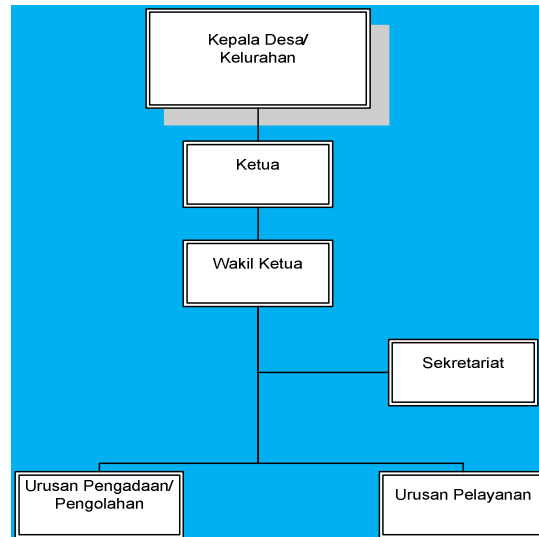 Kepala Desa/
Kelurahan
Ketua
Wakil Ketua
Sekretariat
Urusan Pengadaan/
Pengolahan
Urusan Pelayanan